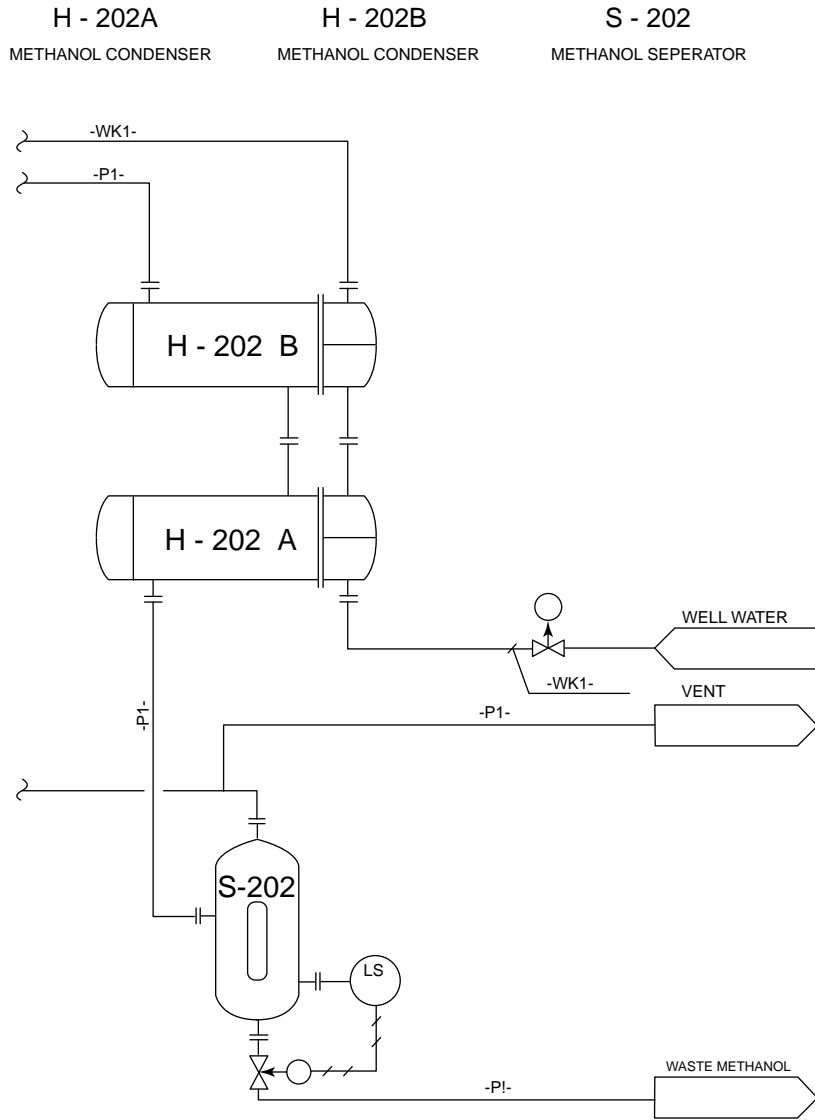 H - 202A
H - 202B
S - 202
METHANOL CONDENSER
METHANOL CONDENSER
METHANOL SEPERATOR
-WK1-
-P1-
H - 202 B
H - 202 A
WELL WATER
-WK1-
VENT
-P1-
-P1-
S-202
LS
WASTE METHANOL
-P!-